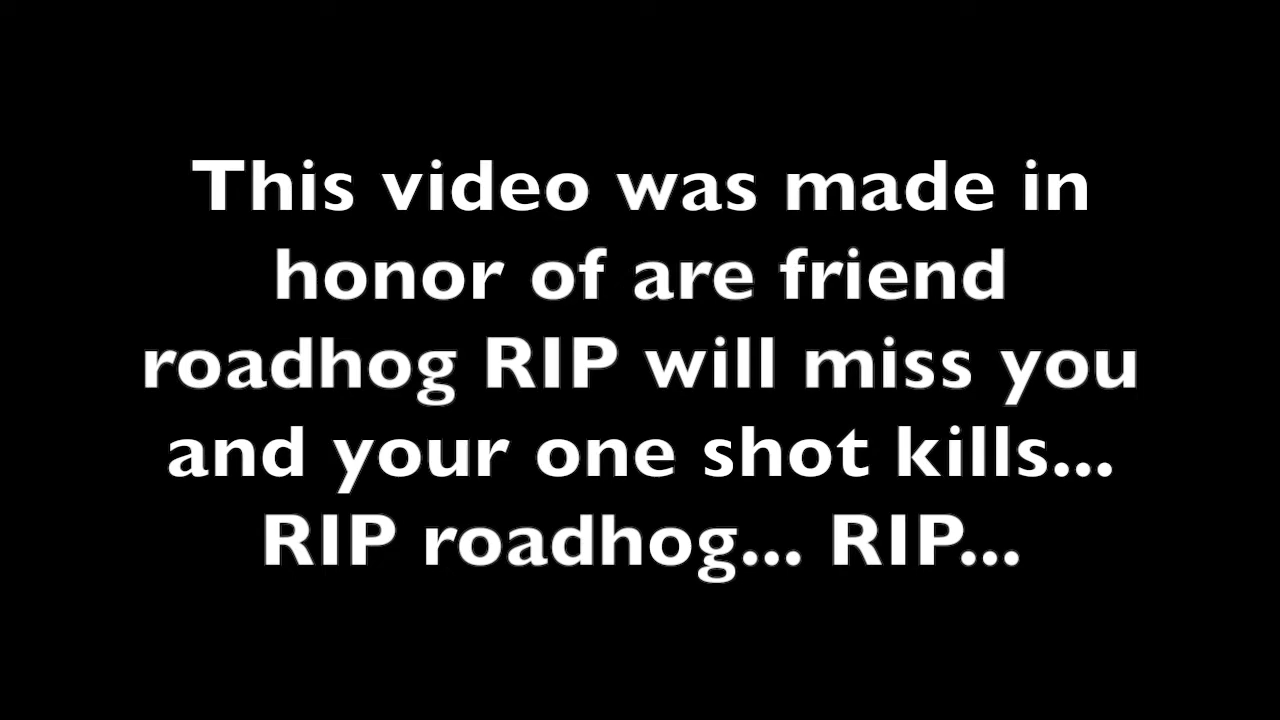 This video was made in
honor of are friend
roadhog RIP will miss you
and your one shot kills...
RIP roadhog... RIP...